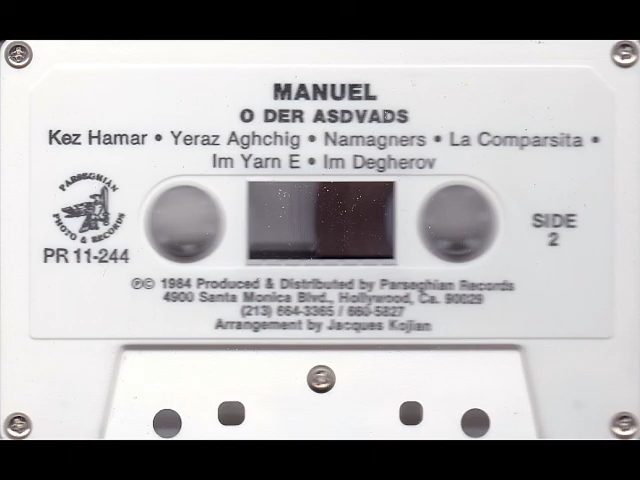 MANUEL
O DER ASDVADS
Kez Hamar • Yeraz Aghchig • Namagners • La Comparsita •
Im Yarn E • Im Degherov
PARSEGHIAN
PHOTO & RECORDS
PR 11-244
SIDE
2
℗© 1984 Produced & Distributed by Parseghian Records
4900 Santa Monica Blvd., Hollywood, Ca. 90029
(213) 664-3365 / 660-5827
Arrangement by Jacques Kojian